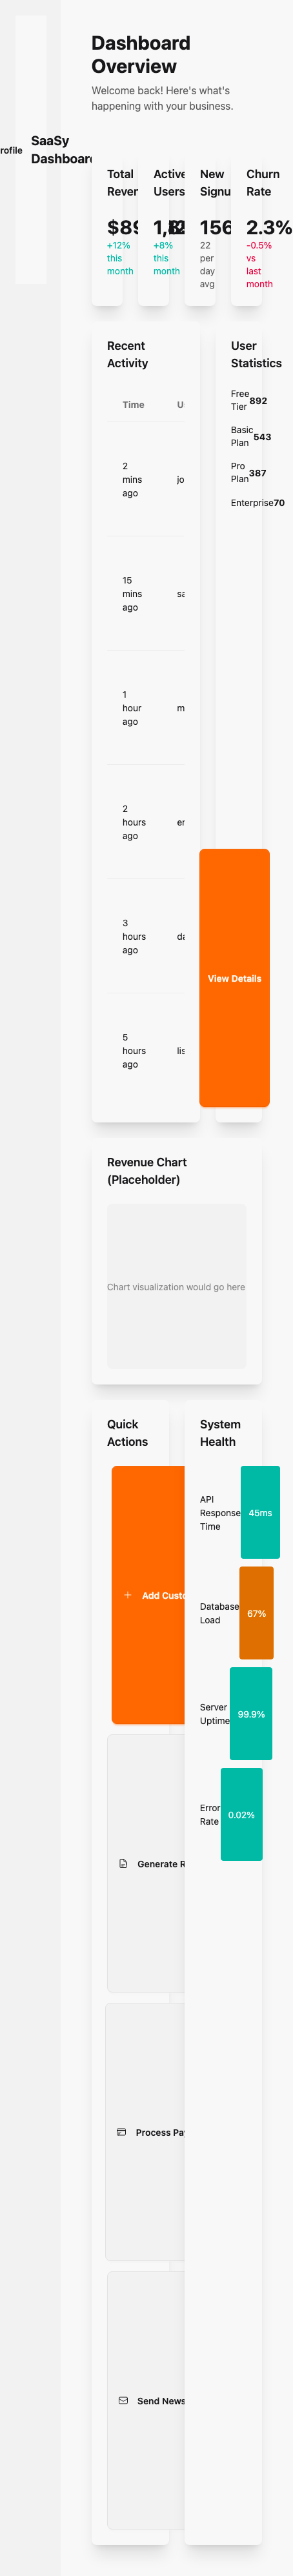 Dashboard
Overview
Welcome back! Here's what's
happening with your business.
rofile
SaaSy
Dashboard
Total
Reven
$89
+12%
this
month
Active
Users
+8%
this
month
New
Signu
156
22
per
day
avg
Churn
Rate
2.3%
-0.5%
vs
last
month
Recent
Activity
Time
2
mins
ago
jo
15
mins
ago
sa
1
hour
ago
m
2
hours
ago
er
3
hours
ago
da
5
hours
ago
lis
User
Statistics
Free
Tier
892
Basic
Plan
543
Pro
Plan
387
Enterprise 70
View Details
Revenue Chart
(Placeholder)
Chart visualization would go here
Quick
Actions
Add Custo
Generate R
Process Pa
Send News
System
Health
API
Response
Time
45ms
Database
Load
67%
Server
Uptime
99.9%
Error
Rate
0.02%